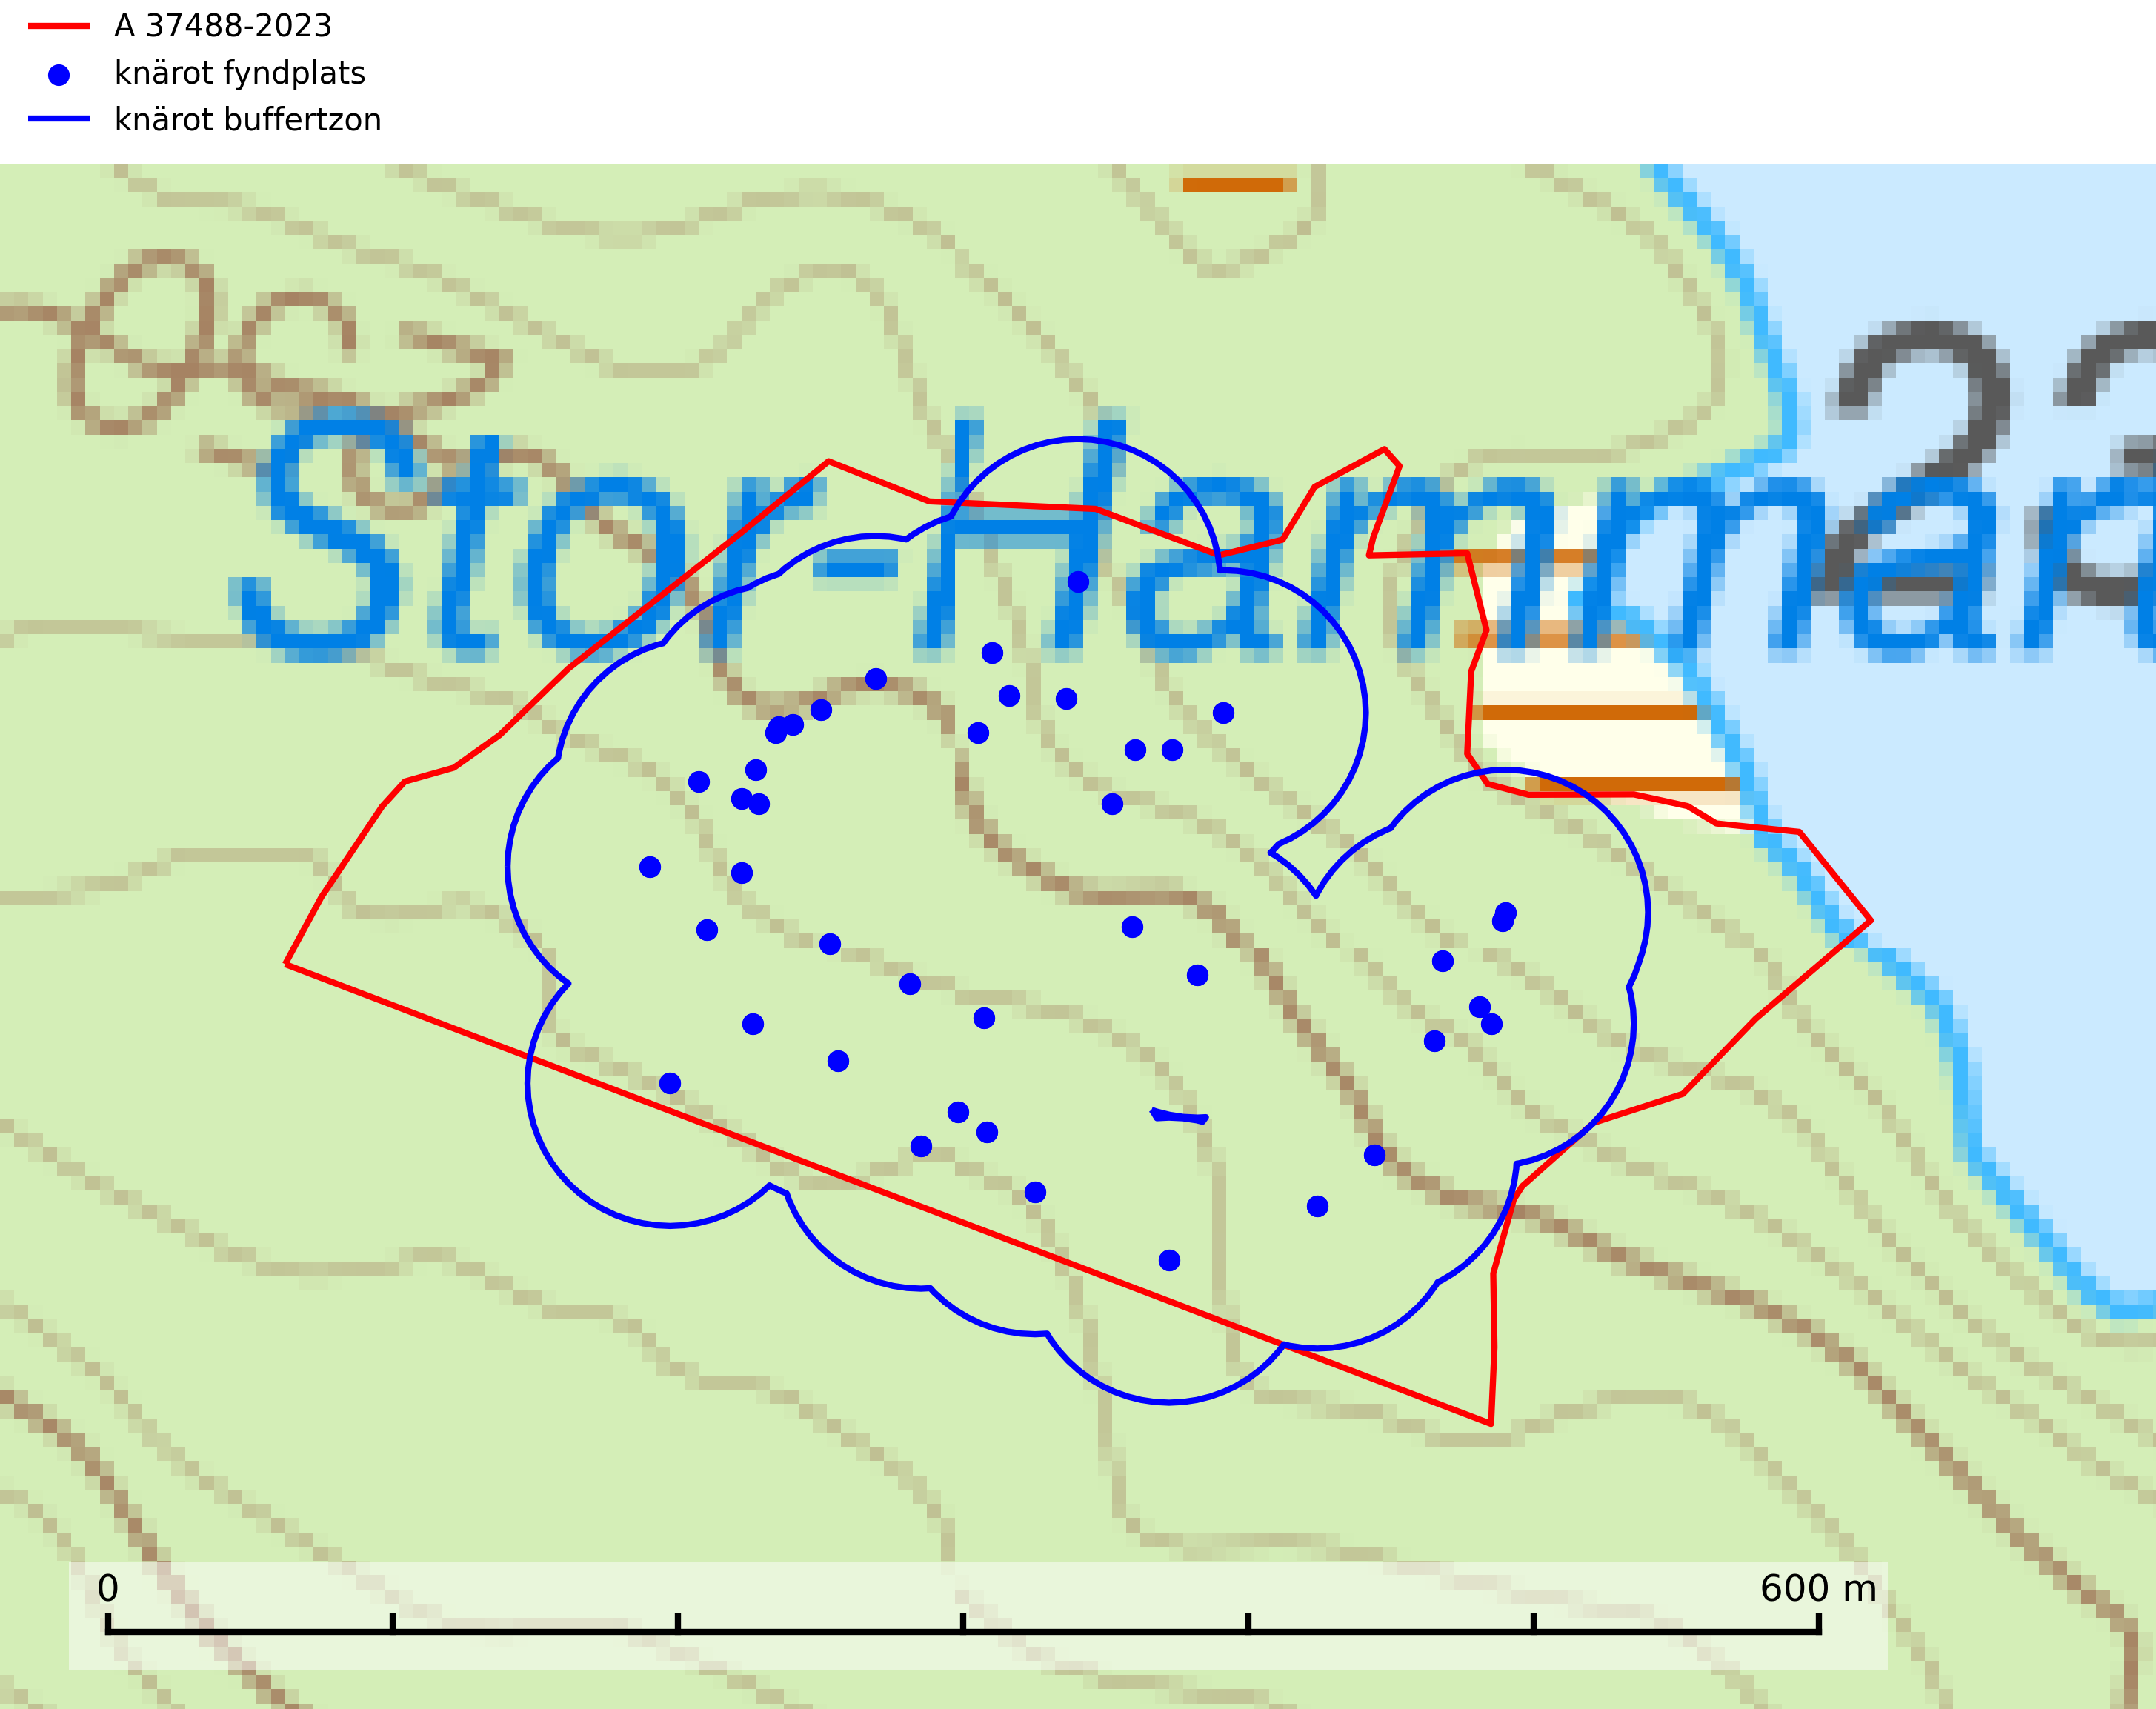 A 37488-2023
knärot fyndplats
knärot buffertzon
Stor-Hammar
0
600 m